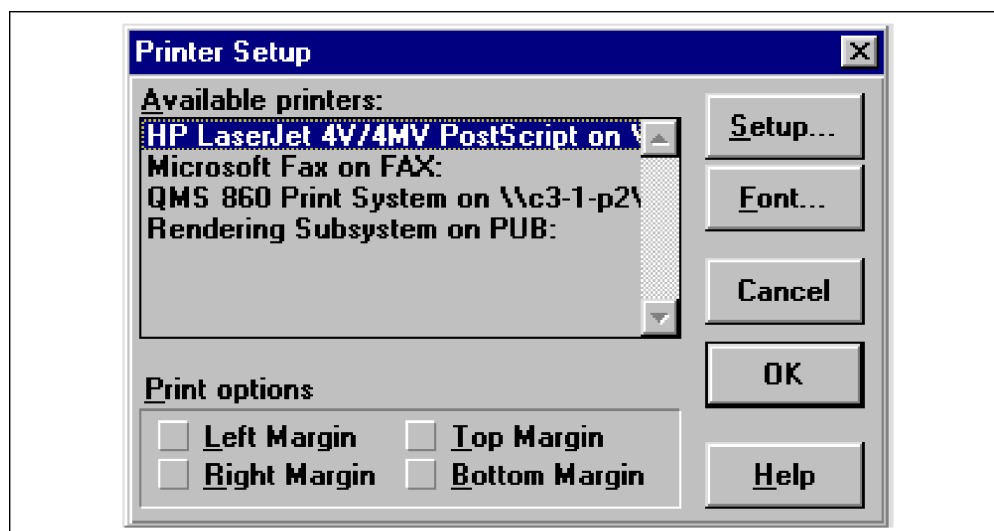 Printer Setup
Available printers:
HP LaserJet 4V/4MV PostScript on \
Microsoft Fax on FAX:
QMS 860 Print System on \\c3-1-p2\
Rendering Subsystem on PUB:
Setup...
Font...
Cancel
OK
Print options
Left Margin
Top Margin
Right Margin
Bottom Margin
Help